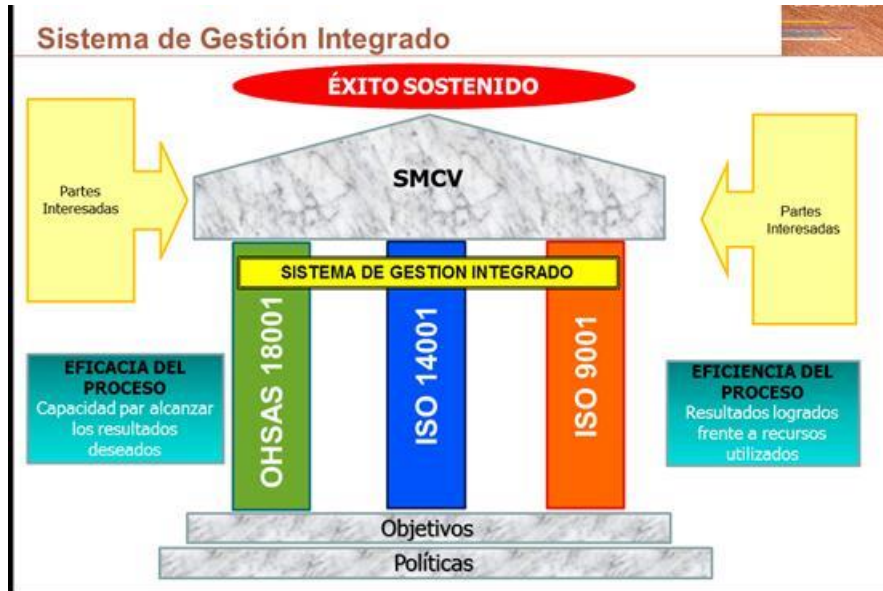 Sistema de Gestión Integrado
ÉXITO SOSTENIDO
SMCV
Partes
Interesadas
Partes
Interesadas
SISTEMA DE GESTION INTEGRADO
OHSAS 18001
ISO 14001
ISO 9001
EFICACIA DEL
PROCESO
Capacidad par alcanzar
los resultados
deseados
EFICIENCIA DEL
PROCESO
Resultados logrados
frente a recursos
utilizados
Objetivos
Políticas